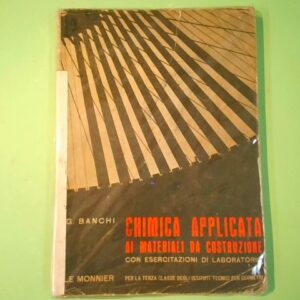 G. BANCHI
CHIMICA APPLICATA
AI MATERIALI DA COSTRUZIONE
CON ESERCITAZIONI DI LABORATORIO
LE MONNIER
PER LA TERZA CLASSE DEGLI ISTITUTI TECNICI PER GEOMETRI